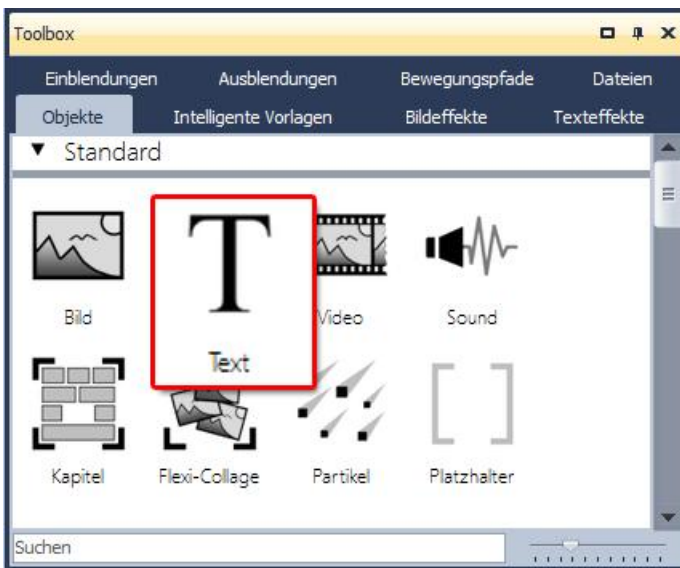 Toolbox
Einblendungen Ausblendungen Bewegungspfade Dateien
Objekte Intelligente Vorlagen Bildeffekte Texteffekte
Standard
Bild Text Video Sound
Kapitel Flexi-Collage Partikel Platzhalter
Suchen